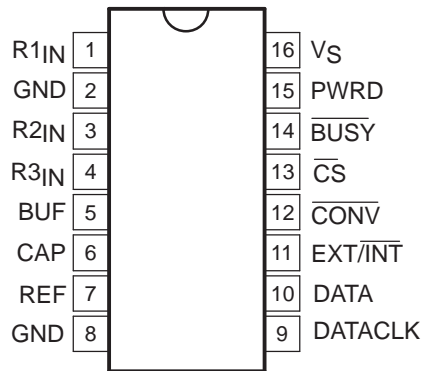 R1IN 1 16 VS
GND 2 15 PWRD
R2IN 3 14 BUSY
R3IN 4 13 CS
BUF 5 12 CONV
CAP 6 11 EXT/INT
REF 7 10 DATA
GND 8 9 DATACLK